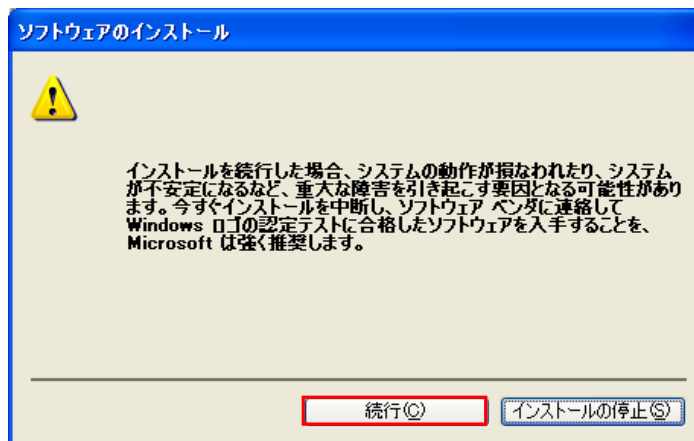 ソフトウェアのインストール
インストールを続行した場合、システムの動作が損なわれたり、システム
が不安定になるなど、重大な障害を引き起こす要因となる可能性があり
ます。今すぐインストールを中断し、ソフトウェア ベンダに連絡して
Windows ロゴの認定テストに合格したソフトウェアを入手することを、
Microsoft は強く推奨します。
続行(C)
インストールの停止(S)